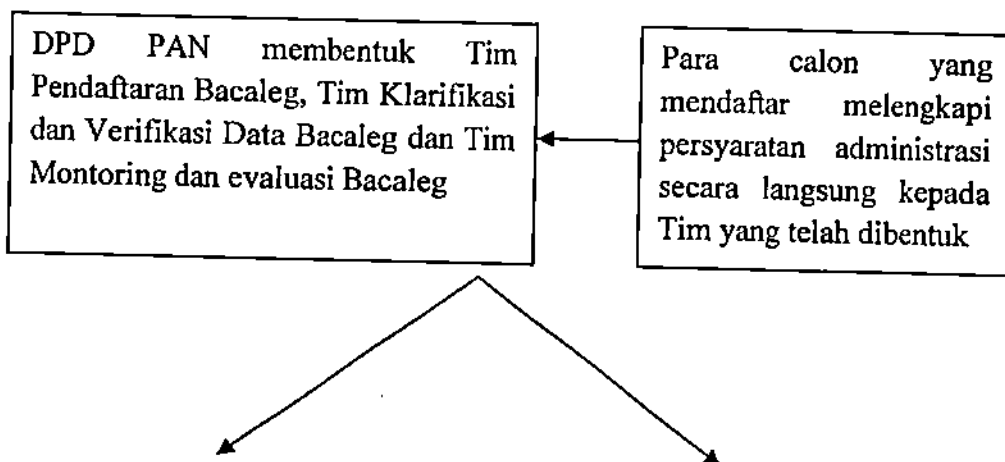 DPD PAN membentuk Tim
Pendaftaran Bacaleg, Tim Klarifikasi
dan Verifikasi Data Bacaleg dan Tim
Montoring dan evaluasi Bacaleg
Para calon yang
mendaftar melengkapi
persyaratan administrasi
secara langsung kepada
Tim yang telah dibentuk